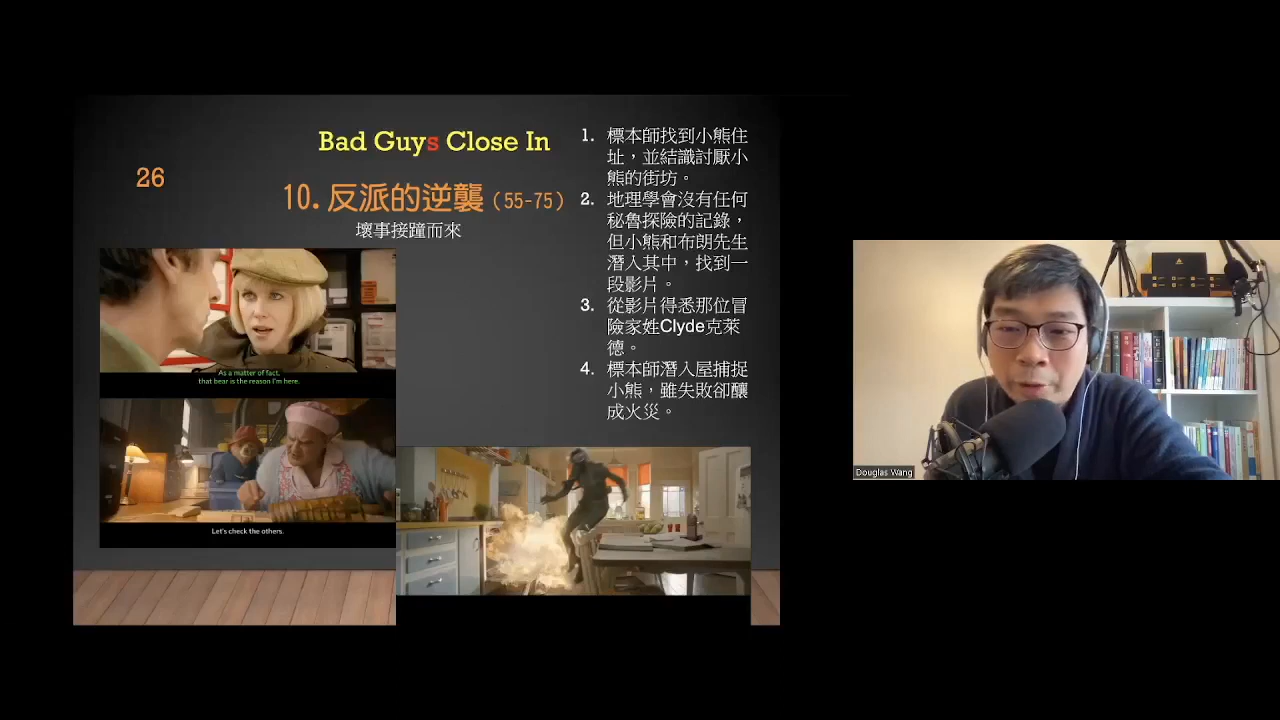 Bad Guys Close In
26
10.反派的逆襲（55-75）
壞事接踵而來
1. 標本師找到小熊住
址，並結識討厭小
熊的街坊。
2. 地理學會沒有任何
秘魯探險的記錄，
但小熊和布朗先生
潛入其中，找到一
段影片。
3. 從影片得悉那位冒
險家姓Clyde克萊
德。
4. 標本師潛入屋捕捉
小熊，雖失敗卻釀
成火災。
As a matter of fact,
that bear is the reason I'm here.
Let's check the others.
Douglas Wang